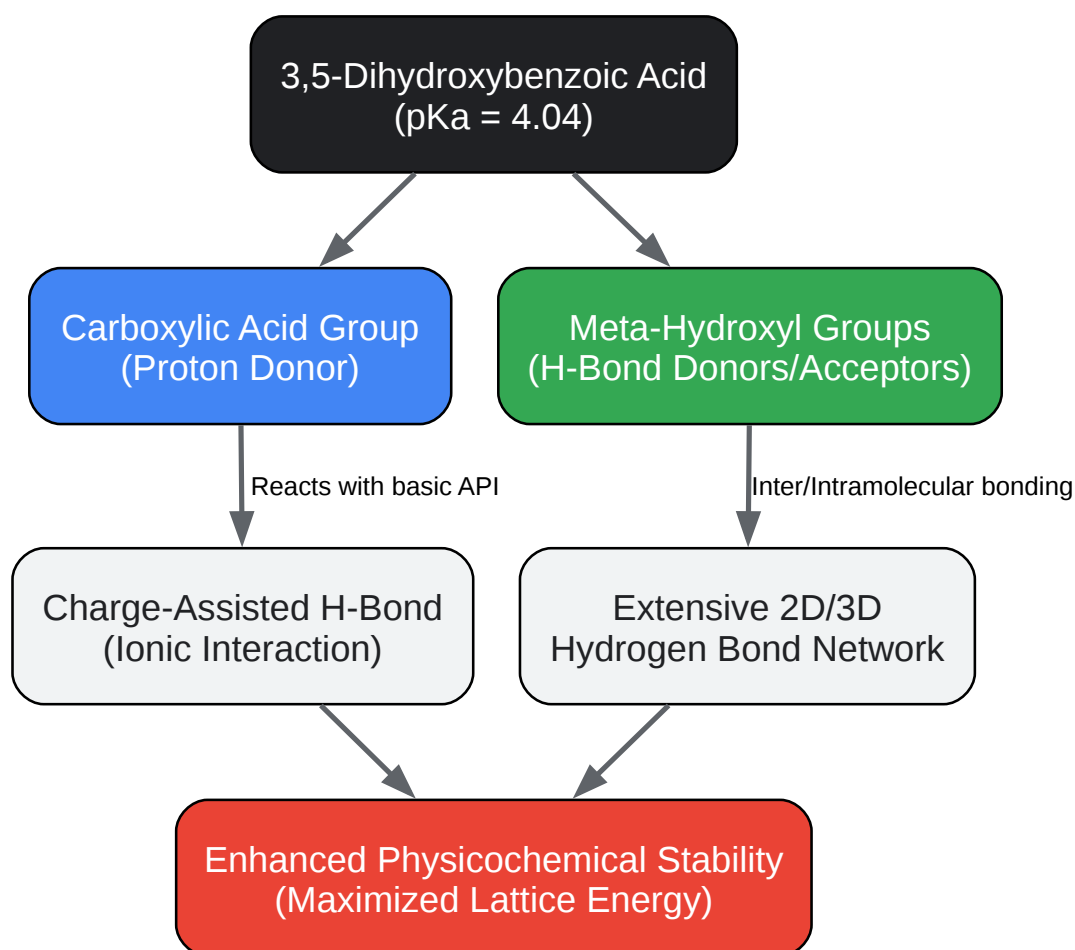 3,5-Dihydroxybenzoic Acid
(pKa = 4.04)
Carboxylic Acid Group
(Proton Donor)
Meta-Hydroxyl Groups
(H-Bond Donors/Acceptors)
Reacts with basic API
Inter/Intramolecular bonding
Charge-Assisted H-Bond
(Ionic Interaction)
Extensive 2D/3D
Hydrogen Bond Network
Enhanced Physicochemical Stability
(Maximized Lattice Energy)